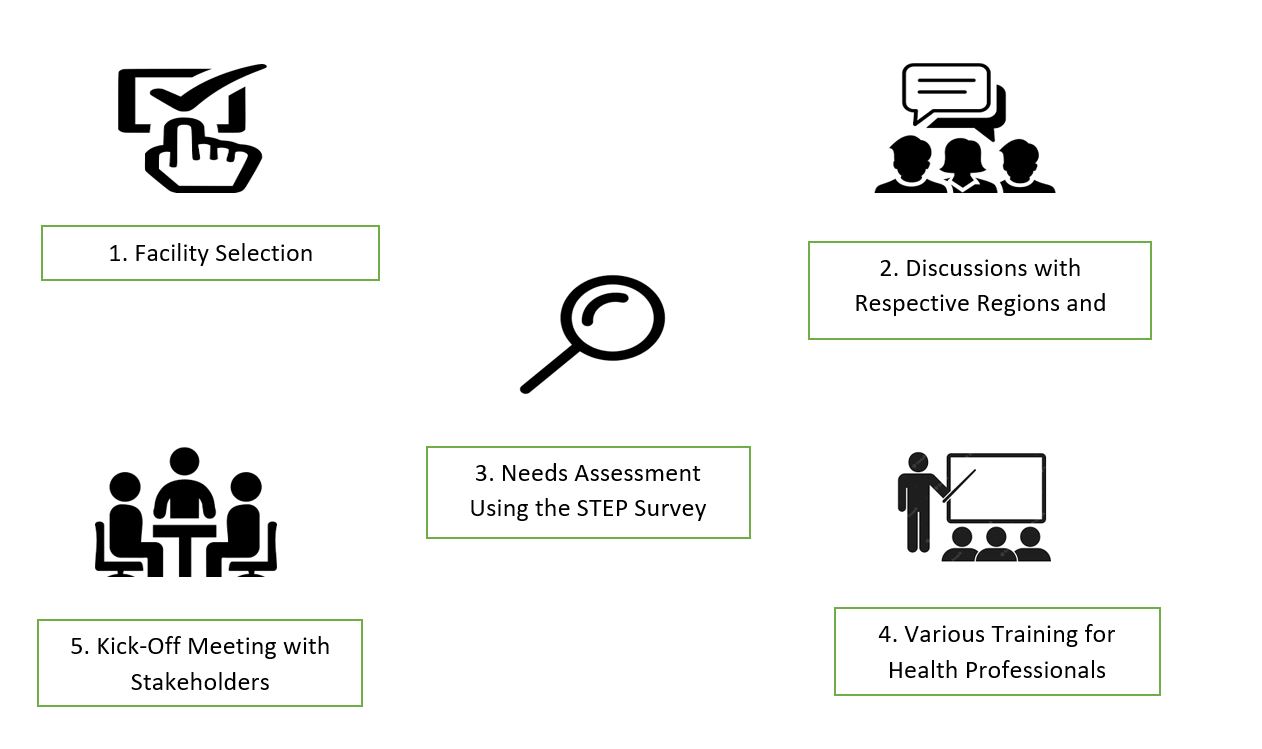 1. Facility Selection
2. Discussions with
Respective Regions and
3. Needs Assessment
Using the STEP Survey
4. Various Training for
Health Professionals
5. Kick-Off Meeting with
Stakeholders